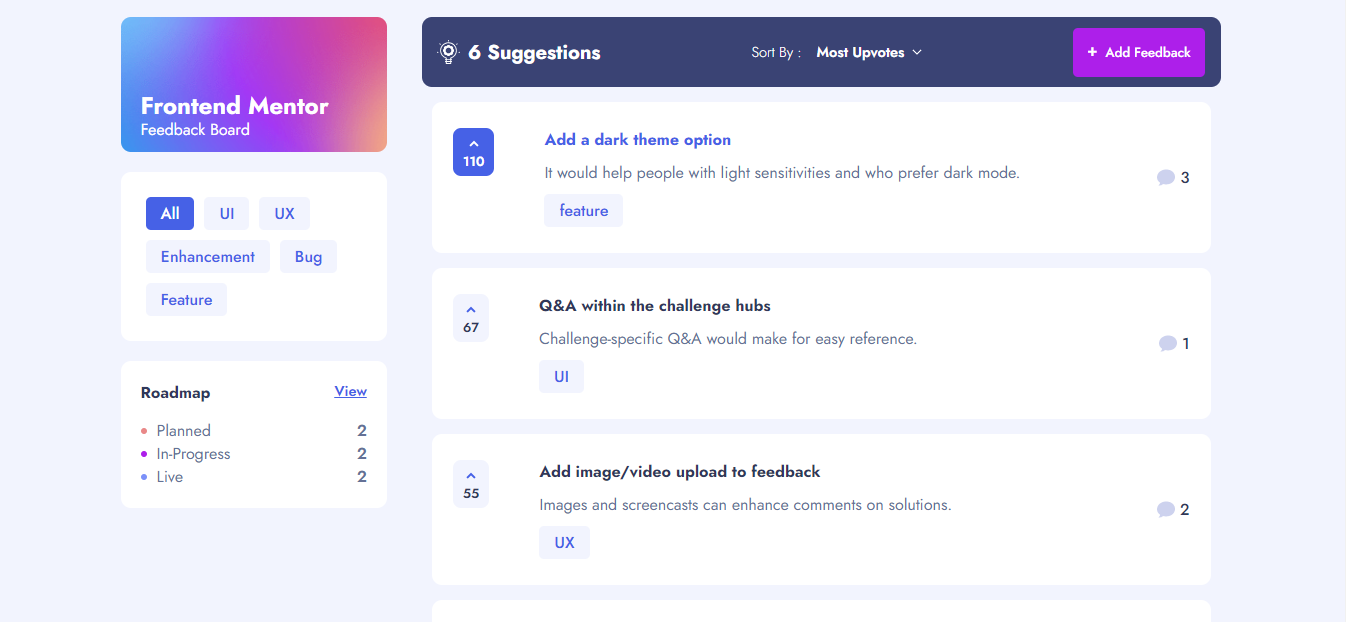 Frontend Mentor
Feedback Board
All UI UX
Enhancement Bug
Feature
Roadmap View
Planned 2
In-Progress 2
Live 2
6 Suggestions Sort By : Most Upvotes + Add Feedback
110
Add a dark theme option
It would help people with light sensitivities and who prefer dark mode.
feature
3
67
Q&A within the challenge hubs
Challenge-specific Q&A would make for easy reference.
UI
1
55
Add image/video upload to feedback
Images and screencasts can enhance comments on solutions.
UX
2